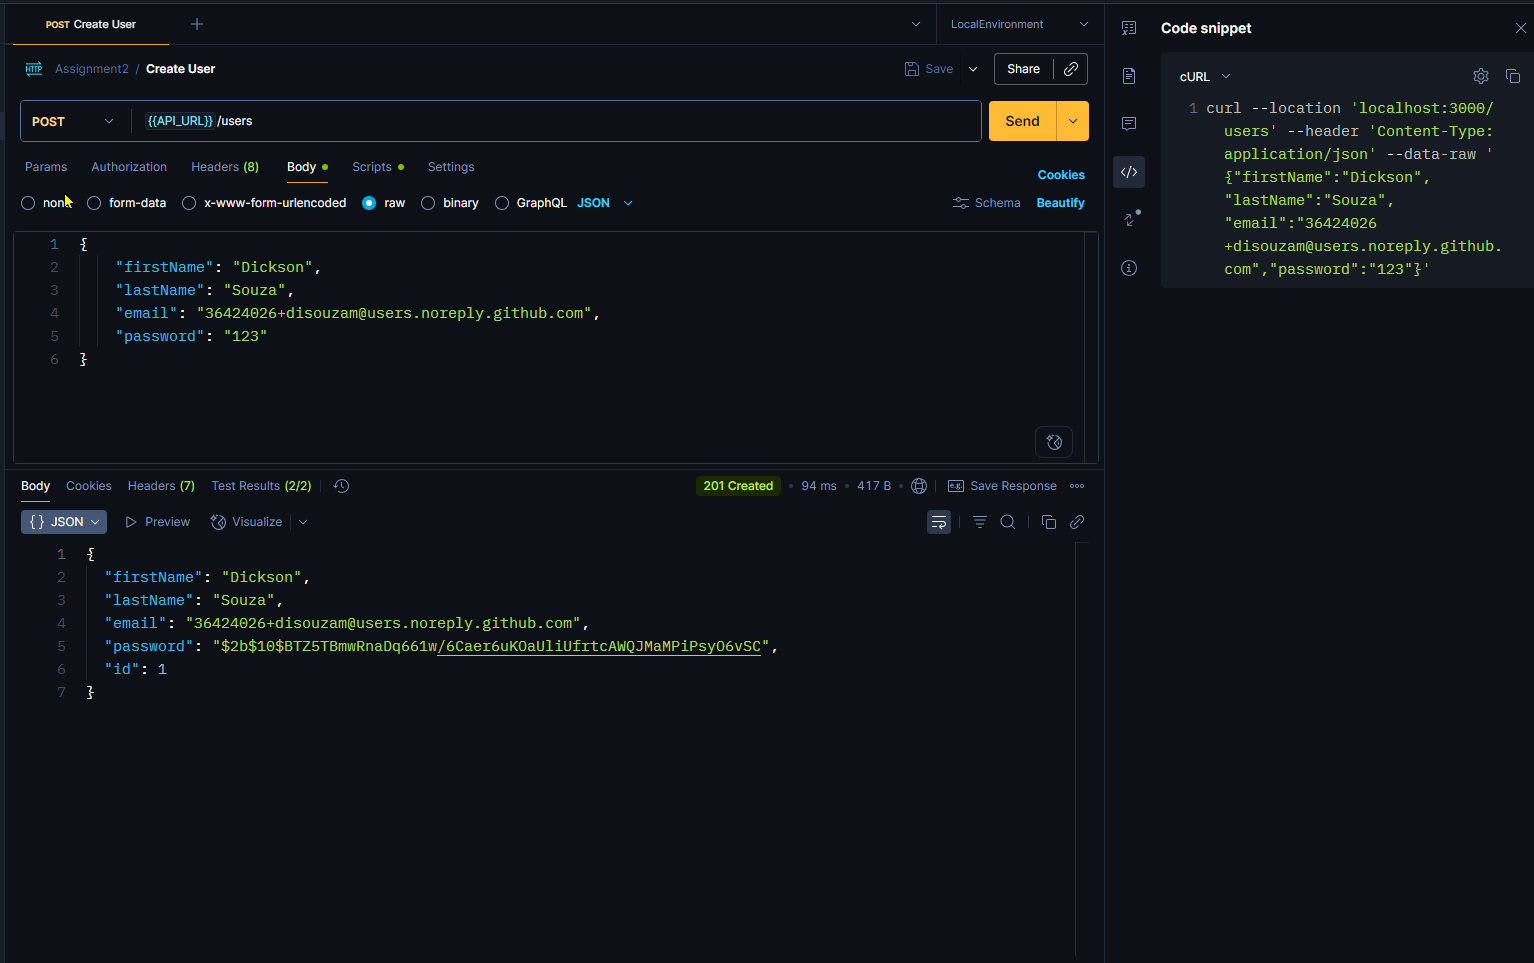 POST Create User
LocalEnvironment
Code snippet
HTTP Assignment2 / Create User
Save
Share
cURL
POST
{{API_URL}} /users
Send
1 curl --location 'localhost:3000/
users' --header 'Content-Type:
application/json' --data-raw '
{"firstName":"Dickson",
"lastName":"Souza",
"email":"36424026
+disouzam@users.noreply.github.
com","password":"123"}'
Params Authorization Headers (8) Body Scripts Settings
Cookies
none form-data x-www-form-urlencoded raw binary GraphQL JSON
Schema Beautify
1 {
2 "firstName": "Dickson",
3 "lastName": "Souza",
4 "email": "36424026+disouzam@users.noreply.github.com",
5 "password": "123"
6 }
Body Cookies Headers (7) Test Results (2/2)
201 Created • 94 ms • 417 B •
e.g. Save Response
{} JSON Preview Visualize
1 {
2 "firstName": "Dickson",
3 "lastName": "Souza",
4 "email": "36424026+disouzam@users.noreply.github.com",
5 "password": "$2b$10$BTZ5TBmwRnaDq661w/6Caer6uKOaUliUfrtcAWQJMaMPiPsyO6vSC",
6 "id": 1
7 }